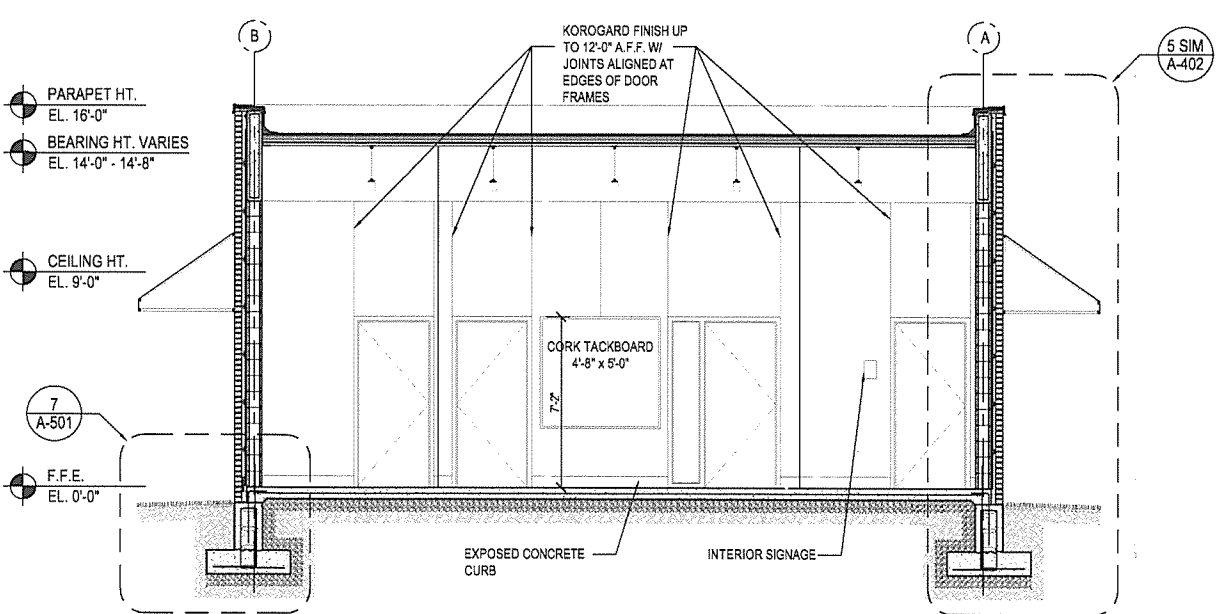 B
A
KOROGARD FINISH UP
TO 12'-0" A.F.F. W/
JOINTS ALIGNED AT
EDGES OF DOOR
FRAMES
5 SIM
A-402
PARAPET HT.
EL. 16'-0"
BEARING HT. VARIES
EL. 14'-0" - 14'-8"
CEILING HT.
EL. 9'-0"
CORK TACKBOARD
4'-8" x 5'-0"
7'-2"
7
A-501
F.F.E.
EL. 0'-0"
EXPOSED CONCRETE
CURB
INTERIOR SIGNAGE